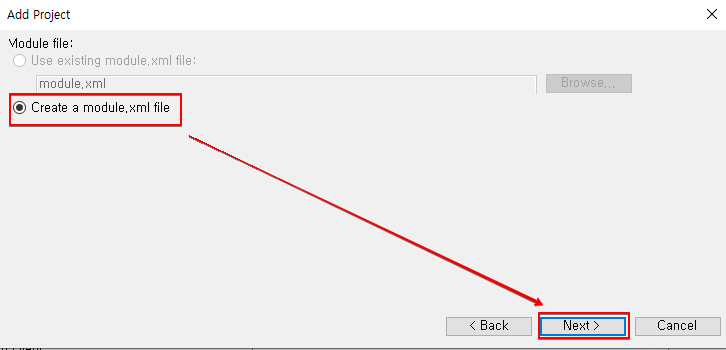 Add Project
Module file:
Use existing module.xml file:
module.xml
Browse...
Create a module.xml file
< Back
Next >
Cancel